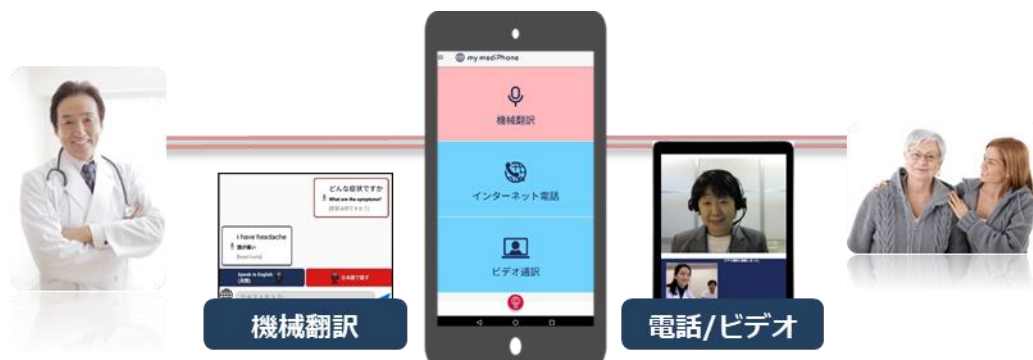 my mediPhone
機械翻訳
インターネット電話
ビデオ通訳
どんな症状ですか
What are the symptoms?
I have headache
頭が痛い
Speak in English
(英語)
日本語で話す
機械翻訳
電話/ビデオ